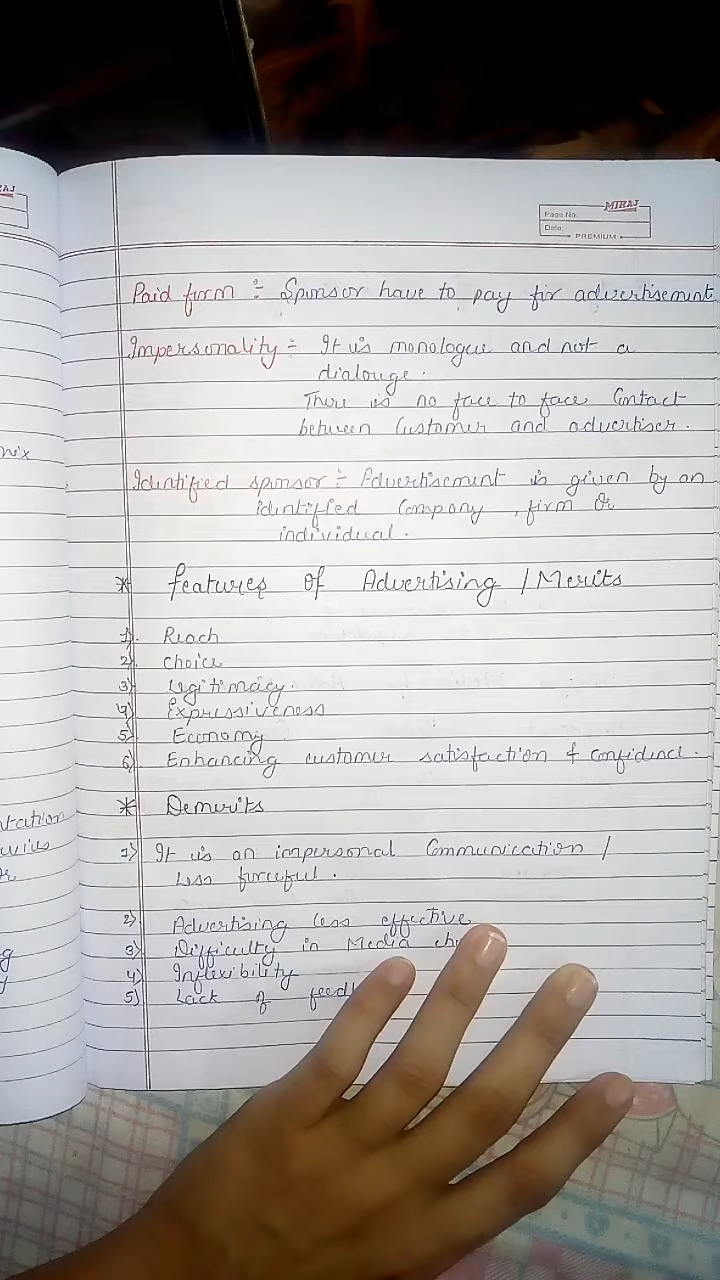 RAJ
MIRAJ
Page No.
Date:
PREMIUM
Paid form :- Sponsor have to pay for advertisement
Impersonality :- It is monologue and not a
dialouge.
There is no face to face Contact
between Customer and advertiser.
mix
Identified sponsor :- Advertisement is given by an
identified Company, firm or
individual.
* Features of Advertising / Merits
1) Reach
2) Choice
3) Legitimacy.
4) Expressiveness
5) Economy
6) Enhancing customer satisfaction & Confidence.
* Demerits
1) It is an impersonal Communication /
Less forceful.
2) Advertising less effective
3) Difficulty in Media
4) Inflexibility
5) Lack of